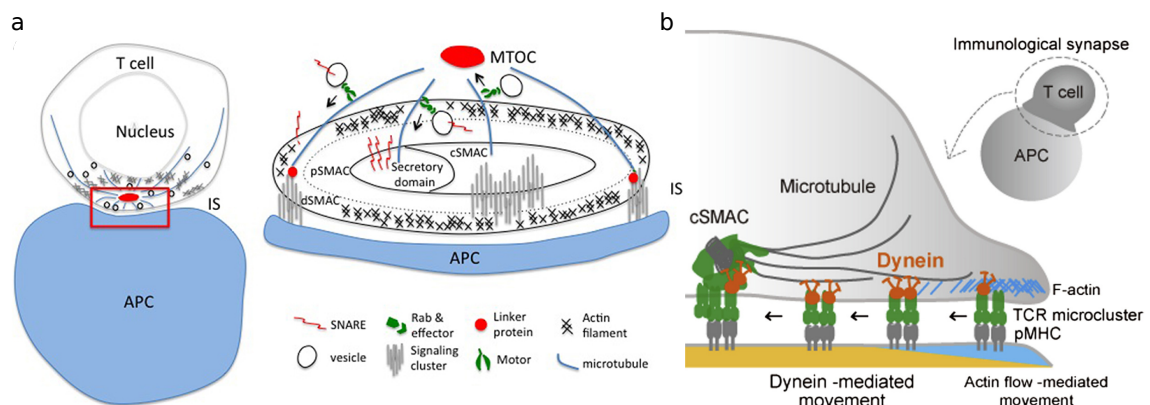 a
T cell
Nucleus
IS
APC
MTOC
cSMAC
pSMAC
Secretory
domain
dSMAC
IS
APC
SNARE
Rab &
effector
Linker
protein
Actin
filament
vesicle
Signaling
cluster
Motor
microtubule
b
Immunological synapse
T cell
APC
Microtubule
cSMAC
Dynein
F-actin
TCR microcluster
pMHC
Dynein -mediated
movement
Actin flow -mediated
movement